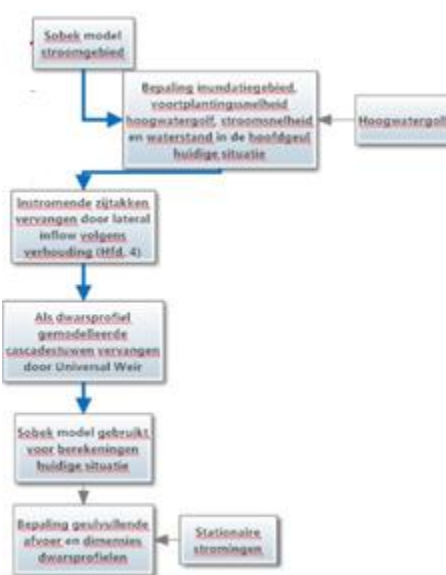 Sobek model
stroomgebied
Bepaling inundatiegebied,
voortplantingssnelheid
hoogwatergolf, stroomsnelheid
en waterstand in de hoofdgeul
huidige situatie
Hoogwatergolf
Instromende zijtakken
vervangen door lateral
inflow volgens
verhouding (Hfd. 4)
Als dwarsprofiel
gemodelleerde
cascadestuwen vervangen
door Universal Weir
Sobek model gebruikt
voor berekeningen
huidige situatie
Bepaling geulvullende
afvoer en dimensies
dwarsprofielen
Stationaire
stromingen